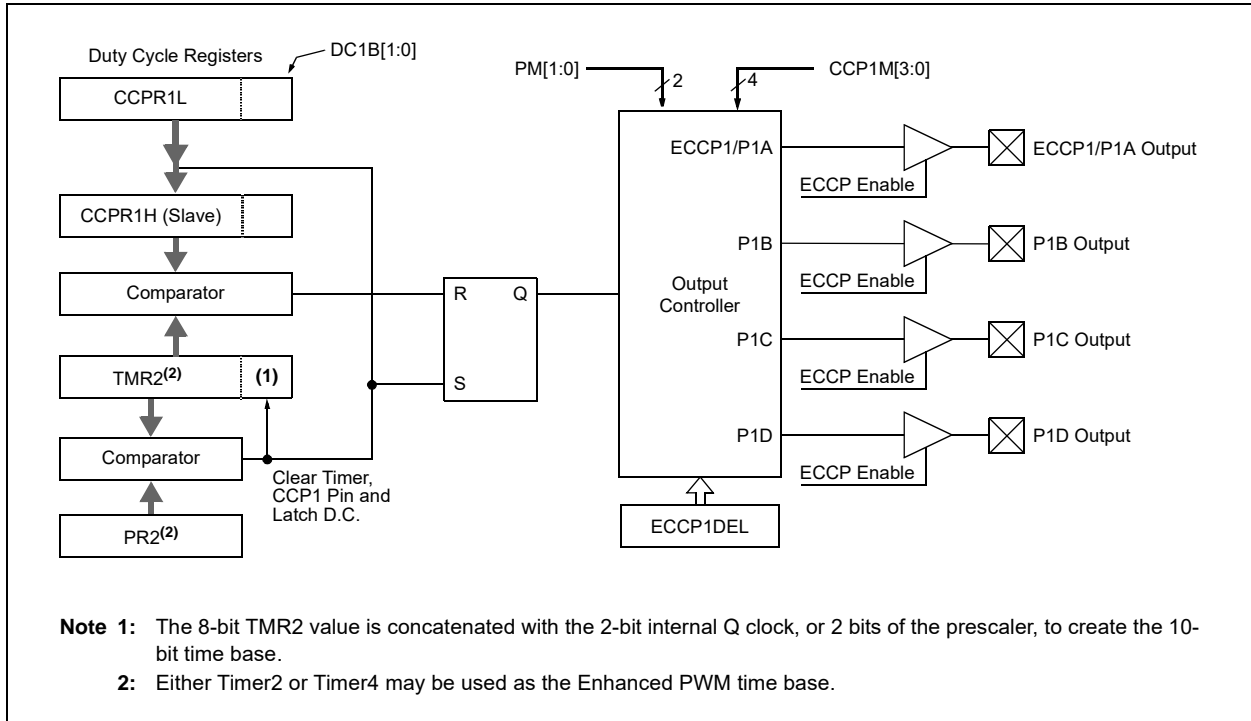 Duty Cycle Registers
DC1B[1:0]
CCPR1L
CCPR1H (Slave)
Comparator
TMR2(2)
(1)
Comparator
Clear Timer,
CCP1 Pin and
Latch D.C.
PR2(2)
R
Q
S
PM[1:0]
2
4
CCP1M[3:0]
Output
Controller
ECCP1/P1A
ECCP Enable
ECCP1/P1A Output
P1B
ECCP Enable
P1B Output
P1C
ECCP Enable
P1C Output
P1D
ECCP Enable
P1D Output
ECCP1DEL
Note 1: The 8-bit TMR2 value is concatenated with the 2-bit internal Q clock, or 2 bits of the prescaler, to create the 10-
bit time base.
2: Either Timer2 or Timer4 may be used as the Enhanced PWM time base.